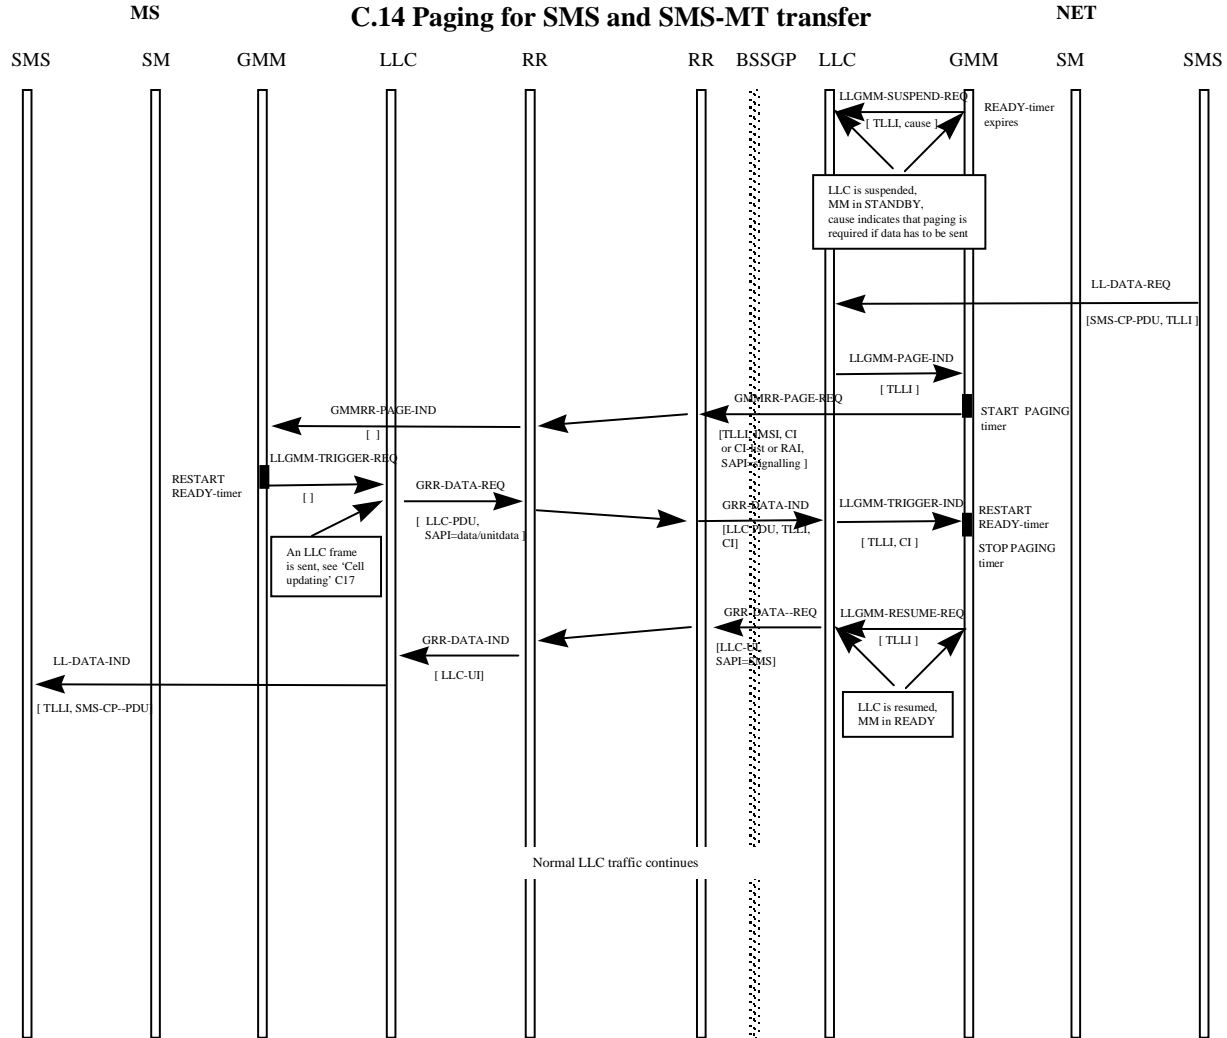 MS
C.14 Paging for SMS and SMS-MT transfer
NET
SMS SM GMM LLC RR RR BSSGP LLC GMM SM SMS
LLGMM-SUSPEND-REQ
[ TLLI, cause ]
READY-timer
expires
LLC is suspended,
MM in STANDBY,
cause indicates that paging is
required if data has to be sent
LL-DATA-REQ
[SMS-CP-PDU, TLLI ]
LLGMM-PAGE-IND
[ TLLI ]
GMMRR-PAGE-REQ
[TLLI, IMSI, CI
or CI-list or RAI,
SAPI=signalling ]
START PAGING
timer
GMMRR-PAGE-IND
[ ]
LLGMM-TRIGGER-REQ
[ ]
RESTART
READY-timer
GRR-DATA-REQ
[ LLC-PDU,
SAPI=data/unitdata ]
An LLC frame
is sent, see ‘Cell
updating’ C17
GRR-DATA-IND
[LLC-PDU, TLLI,
CI]
LLGMM-TRIGGER-IND
[ TLLI, CI ]
RESTART
READY-timer
STOP PAGING
timer
GRR-DATA--REQ
[LLC-UI,
SAPI=SMS]
LLGMM-RESUME-REQ
[ TLLI ]
GRR-DATA-IND
[ LLC-UI]
LL-DATA-IND
[ TLLI, SMS-CP--PDU]
LLC is resumed,
MM in READY
Normal LLC traffic continues